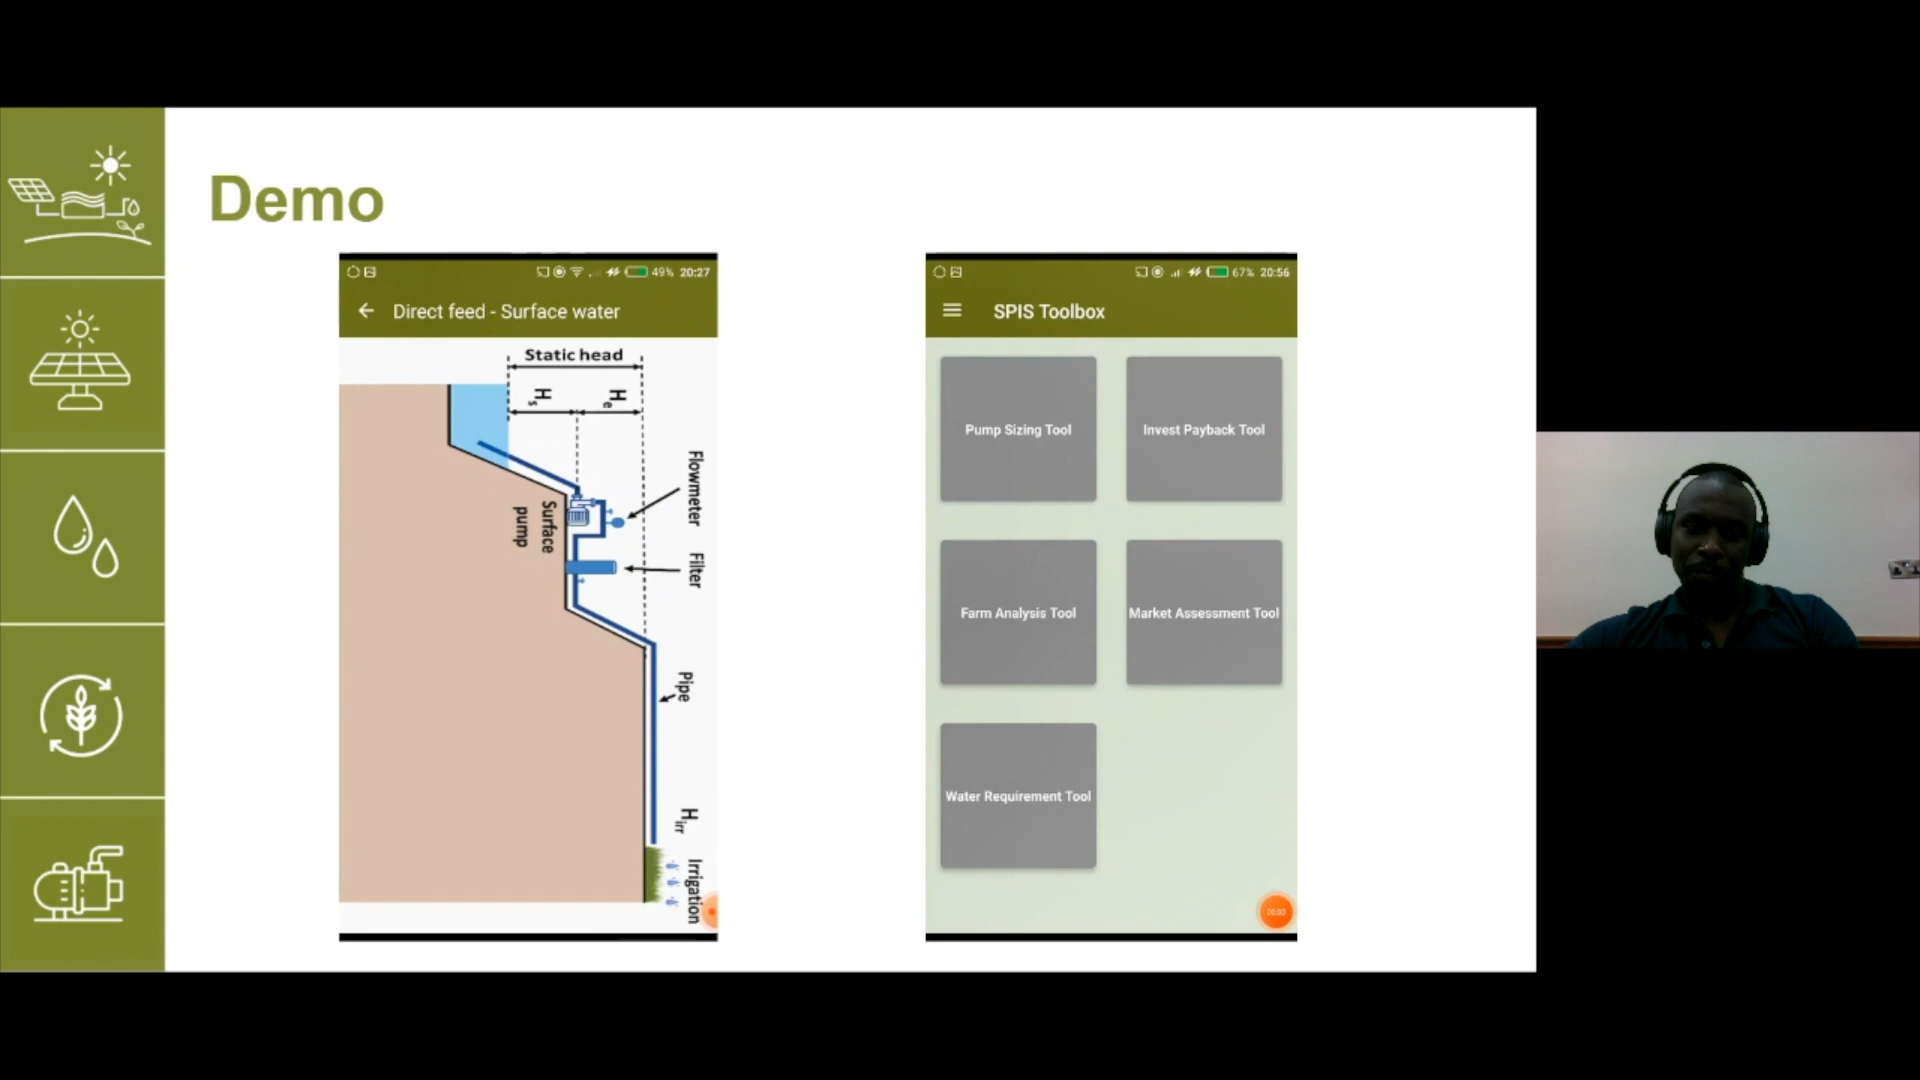 Demo
49% 20:27
Direct feed - Surface water
Static head
Hs
He
Flowmeter
Surface
pump
Filter
Pipe
Hirr
Irrigation
67% 20:56
SPIS Toolbox
Pump Sizing Tool
Invest Payback Tool
Farm Analysis Tool
Market Assessment Tool
Water Requirement Tool
00:00